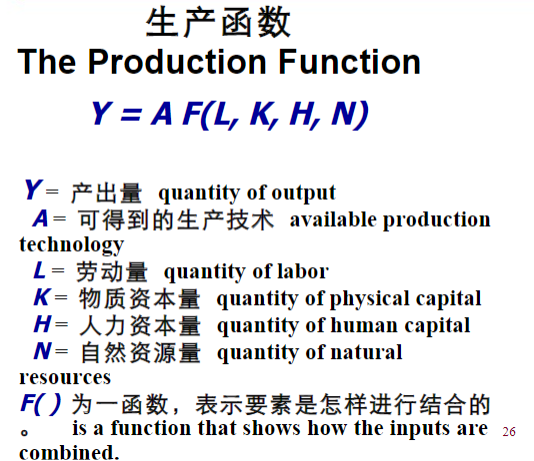 生产函数
The Production Function
Y = A F(L, K, H, N)
Y = 产出量 quantity of output
A = 可得到的生产技术 available production
technology
L = 劳动量 quantity of labor
K = 物质资本量 quantity of physical capital
H = 人力资本量 quantity of human capital
N = 自然资源量 quantity of natural
resources
F( ) 为一函数，表示要素是怎样进行结合的
。 is a function that shows how the inputs are
combined.
26